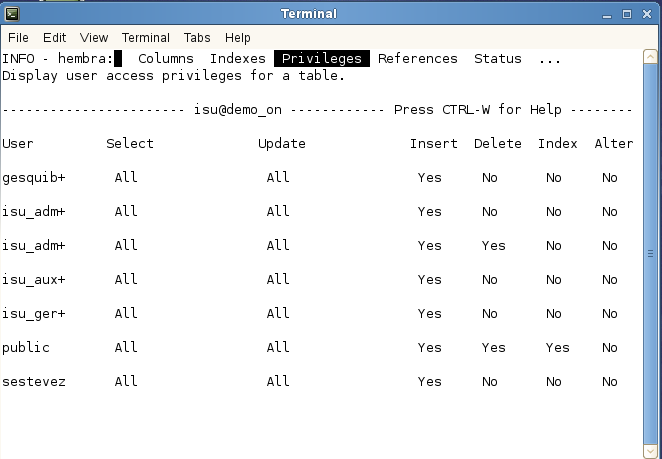 Terminal
File Edit View Terminal Tabs Help
INFO - hembra: Columns Indexes Privileges References Status ...
Display user access privileges for a table.
----------------------- isu@demo_on ------------ Press CTRL-W for Help --------
User Select Update Insert Delete Index Alter
gesquib+ All All Yes No No No
isu_adm+ All All Yes No No No
isu_adm+ All All Yes Yes No No
isu_aux+ All All Yes No No No
isu_ger+ All All Yes No No No
public All All Yes Yes Yes No
sestevez All All Yes No No No